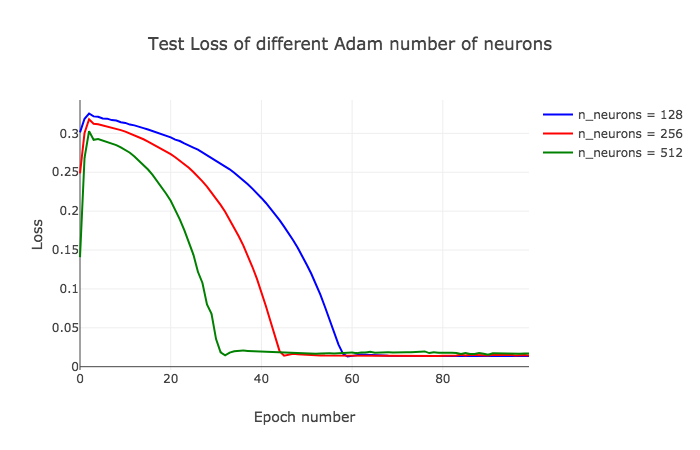 Test Loss of different Adam number of neurons
n_neurons = 128
n_neurons = 256
n_neurons = 512
Loss
0.3
0.25
0.2
0.15
0.1
0.05
0
0
20
40
60
80
Epoch number